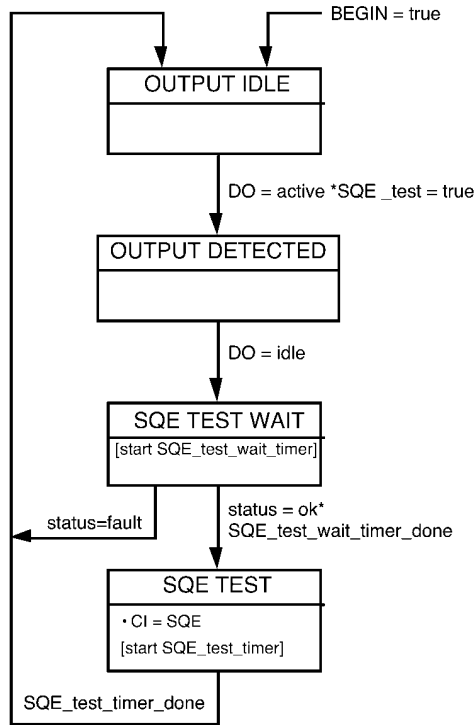 BEGIN = true
OUTPUT IDLE
DO = active *SQE _test = true
OUTPUT DETECTED
DO = idle
SQE TEST WAIT
[start SQE_test_wait_timer]
status=fault
status = ok*
SQE_test_wait_timer_done
SQE TEST
• CI = SQE
[start SQE_test_timer]
SQE_test_timer_done